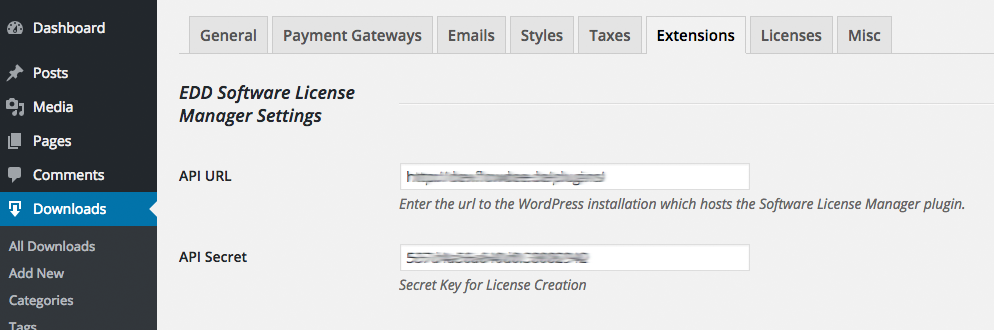 Dashboard
Posts
Media
Pages
Comments
Downloads
All Downloads
Add New
Categories
Tags
General Payment Gateways Emails Styles Taxes Extensions Licenses Misc
EDD Software License
Manager Settings
API URL
Enter the url to the WordPress installation which hosts the Software License Manager plugin.
API Secret
Secret Key for License Creation